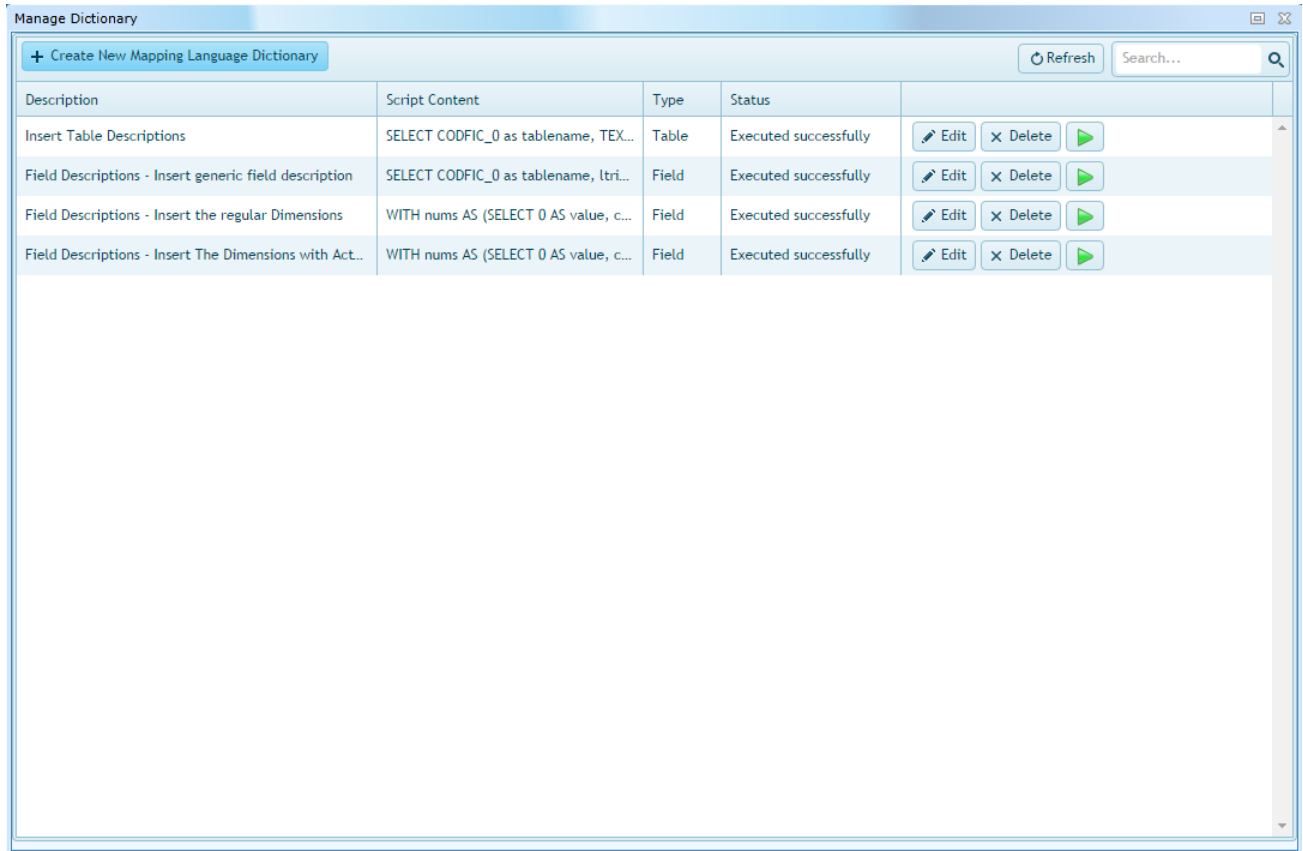 Manage Dictionary
+ Create New Mapping Language Dictionary Refresh Search...
Description Script Content Type Status
Insert Table Descriptions SELECT CODFIC_0 as tablename, TEX... Table Executed successfully Edit Delete
Field Descriptions - Insert generic field description SELECT CODFIC_0 as tablename, ltri... Field Executed successfully Edit Delete
Field Descriptions - Insert the regular Dimensions WITH nums AS (SELECT 0 AS value, c... Field Executed successfully Edit Delete
Field Descriptions - Insert The Dimensions with Act... WITH nums AS (SELECT 0 AS value, c... Field Executed successfully Edit Delete